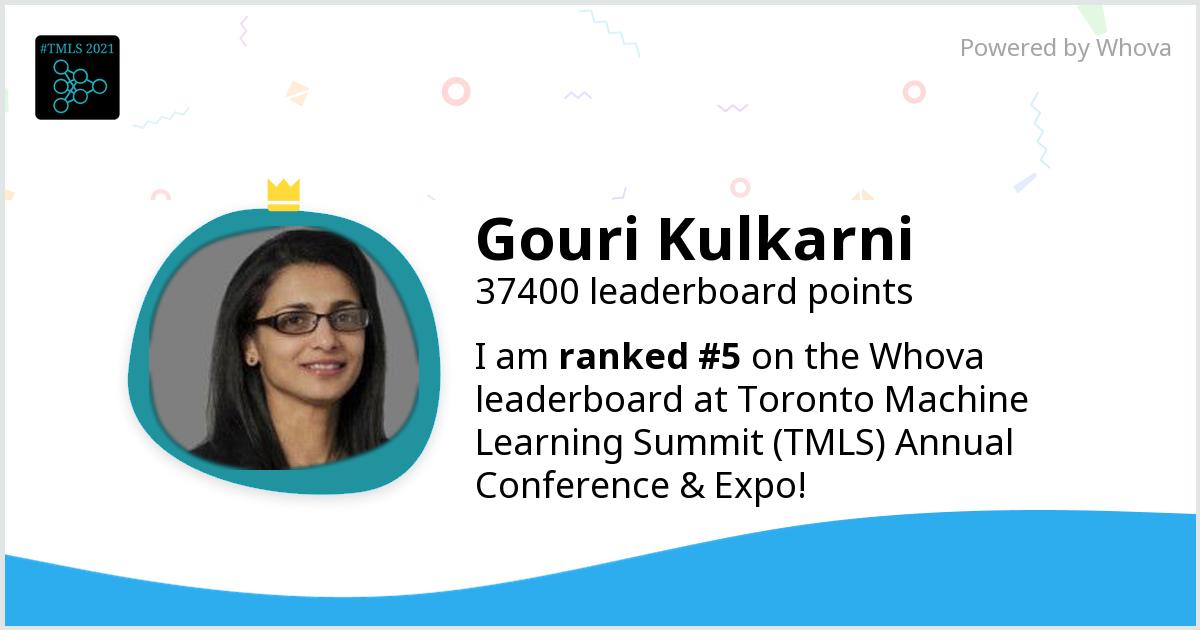 #TMLS 2021
Powered by Whova
Gouri Kulkarni
37400 leaderboard points
I am ranked #5 on the Whova
leaderboard at Toronto Machine
Learning Summit (TMLS) Annual
Conference & Expo!